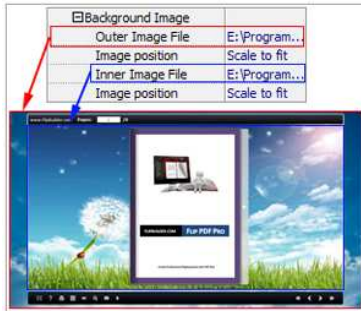 Background Image
Outer Image File E:\Program...
Image position Scale to fit
Inner Image File E:\Program...
Image position Scale to fit
Pages:
FLIP PDF PRO